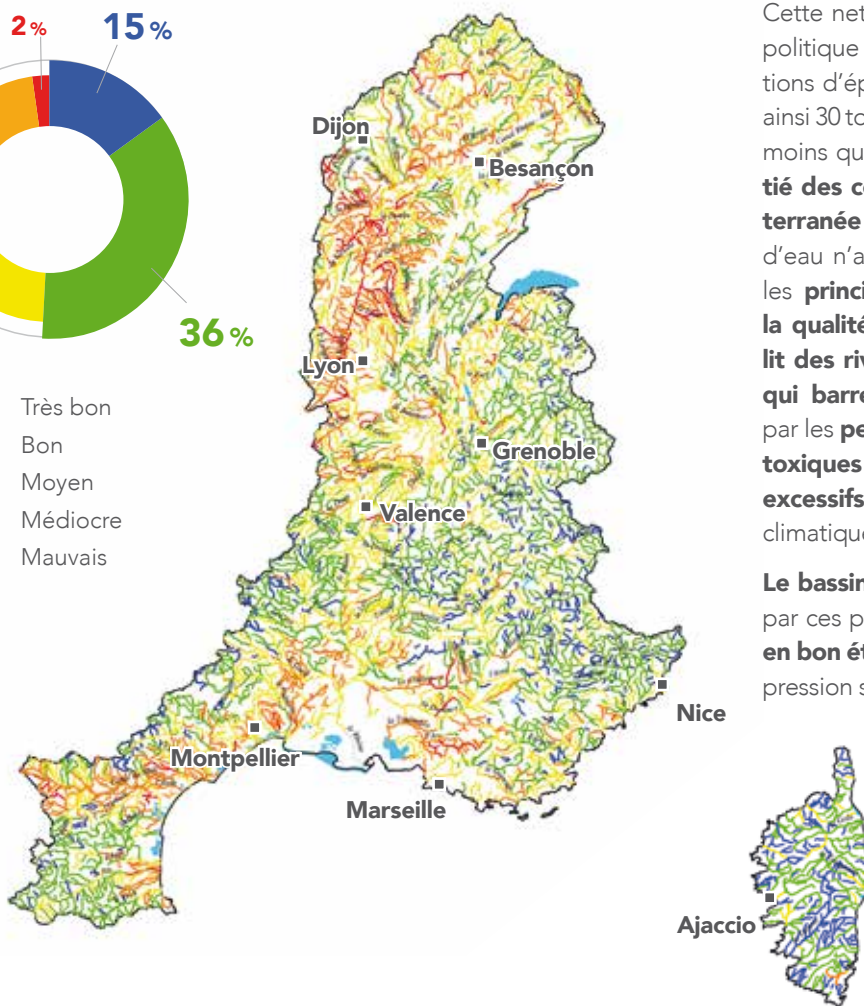 2 %
15 %
36 %
Très bon
Bon
Moyen
Médiocre
Mauvais
Dijon
Besançon
Lyon
Grenoble
Valence
Nice
Montpellier
Marseille
Ajaccio
Cette net
politique
tions d'ép
ainsi 30 to
moins qu
tié des c
terranée
d'eau n'a
les princi
la qualité
lit des riv
qui barre
par les pe
toxiques
excessifs
climatique
Le bassin
par ces p
en bon ét
pression s